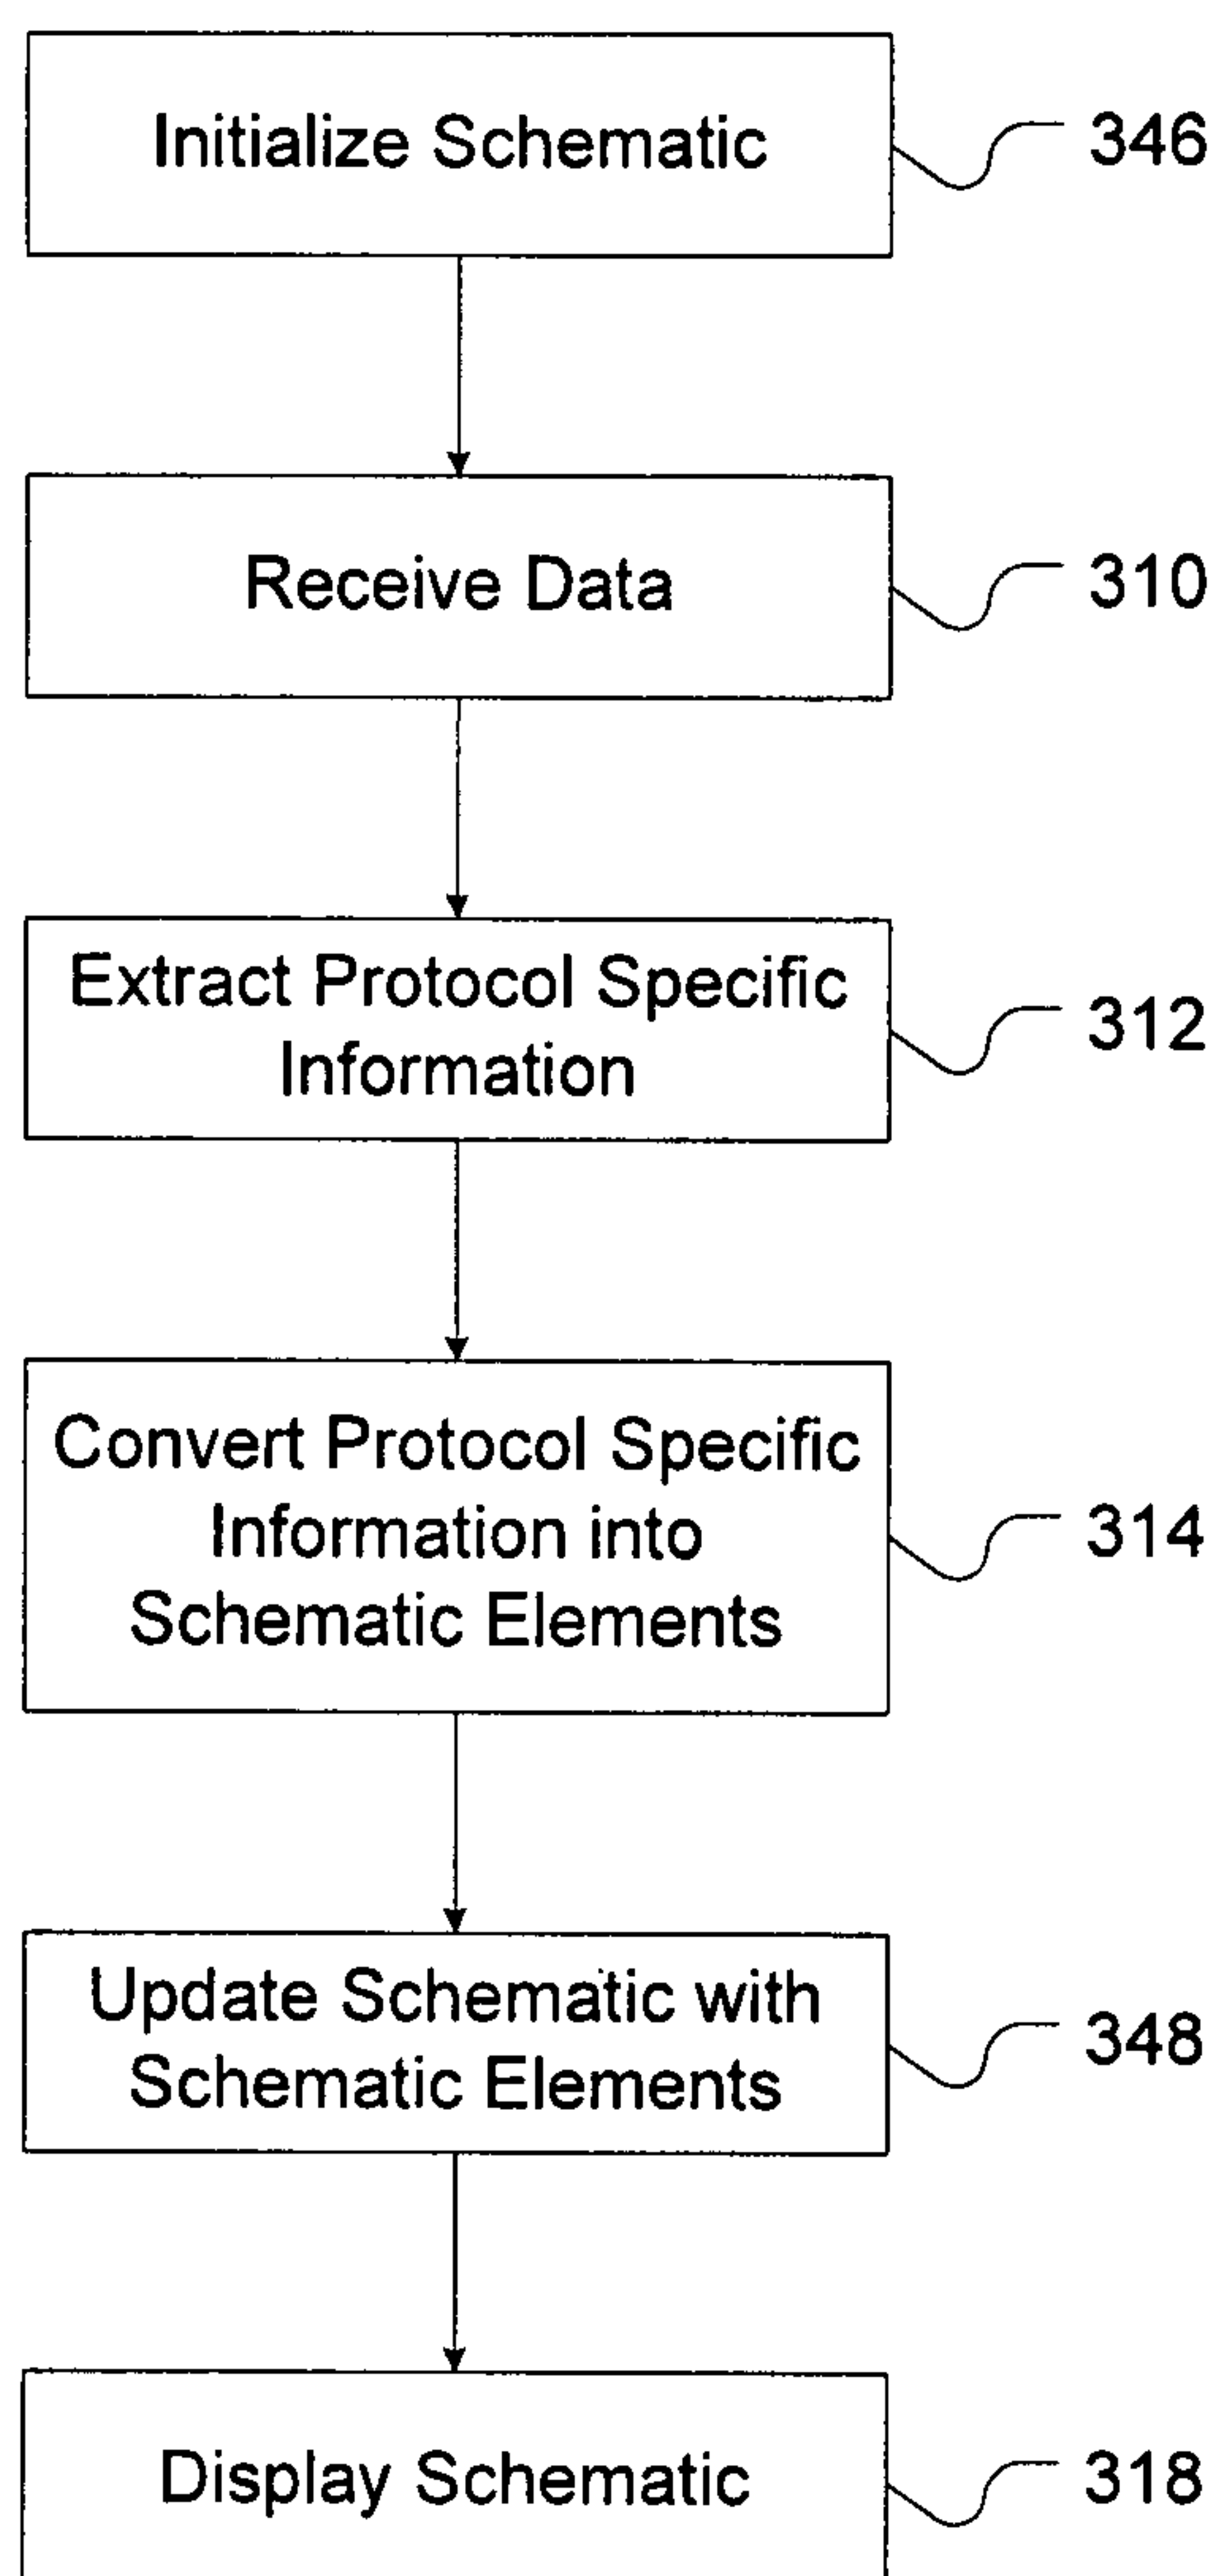 Initialize Schematic
346
Receive Data
310
Extract Protocol Specific
Information
312
Convert Protocol Specific
Information into
Schematic Elements
314
Update Schematic with
Schematic Elements
348
Display Schematic
318